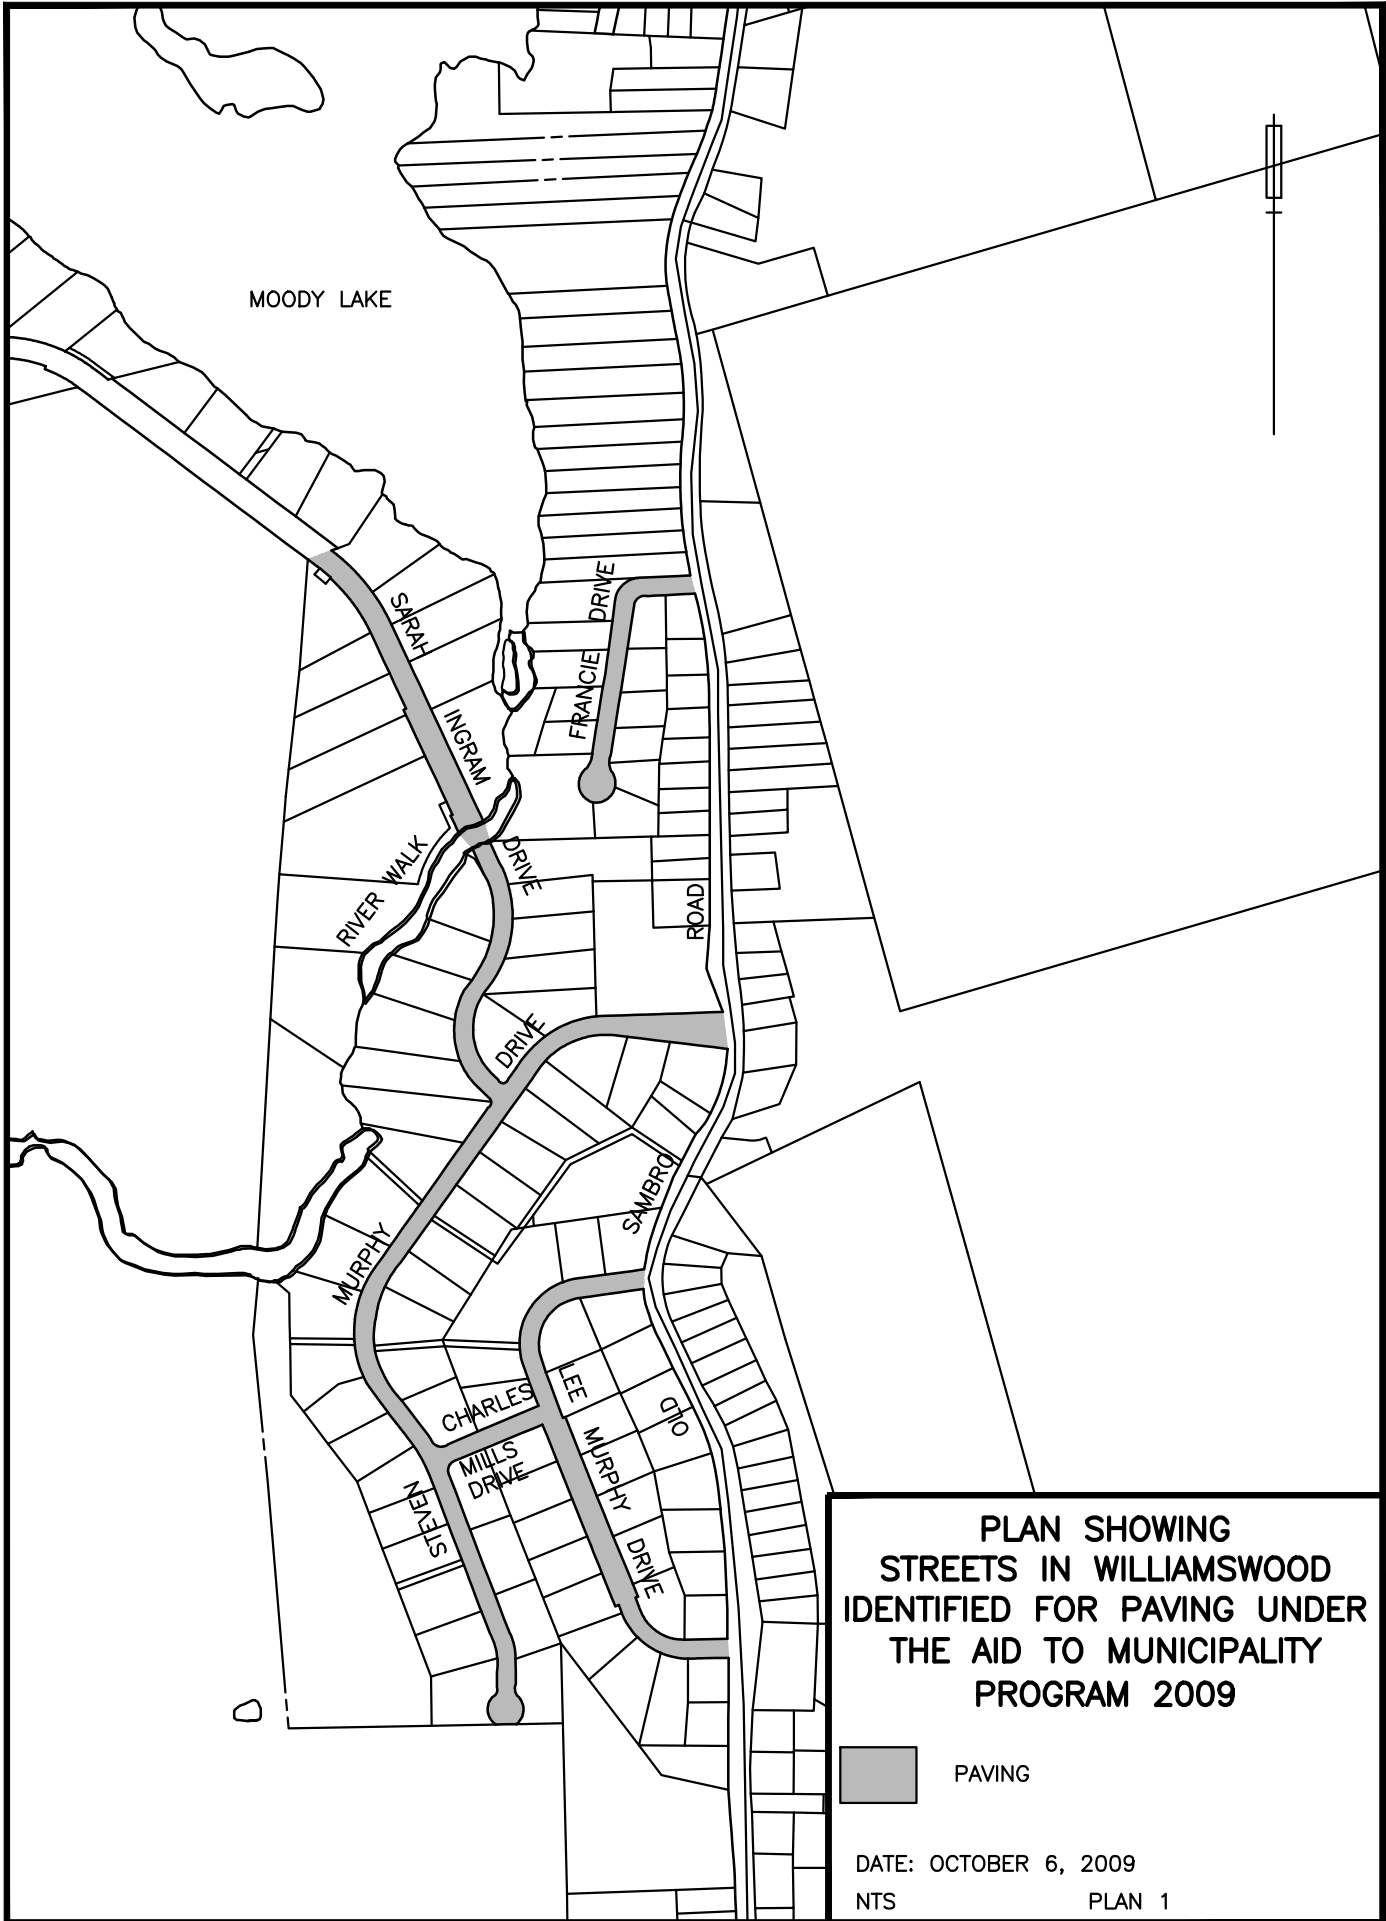 MOODY LAKE
SARAH
INGRAM
DRIVE
FRANCIE DRIVE
RIVER WALK
ROAD
DRIVE
SAMBRO
MURPHY
LEE
CHARLES
OLD
MURPHY
MILLS
DRIVE
STEVEN
DRIVE
PLAN SHOWING
STREETS IN WILLIAMSWOOD
IDENTIFIED FOR PAVING UNDER
THE AID TO MUNICIPALITY
PROGRAM 2009
PAVING
DATE: OCTOBER 6, 2009
NTS PLAN 1